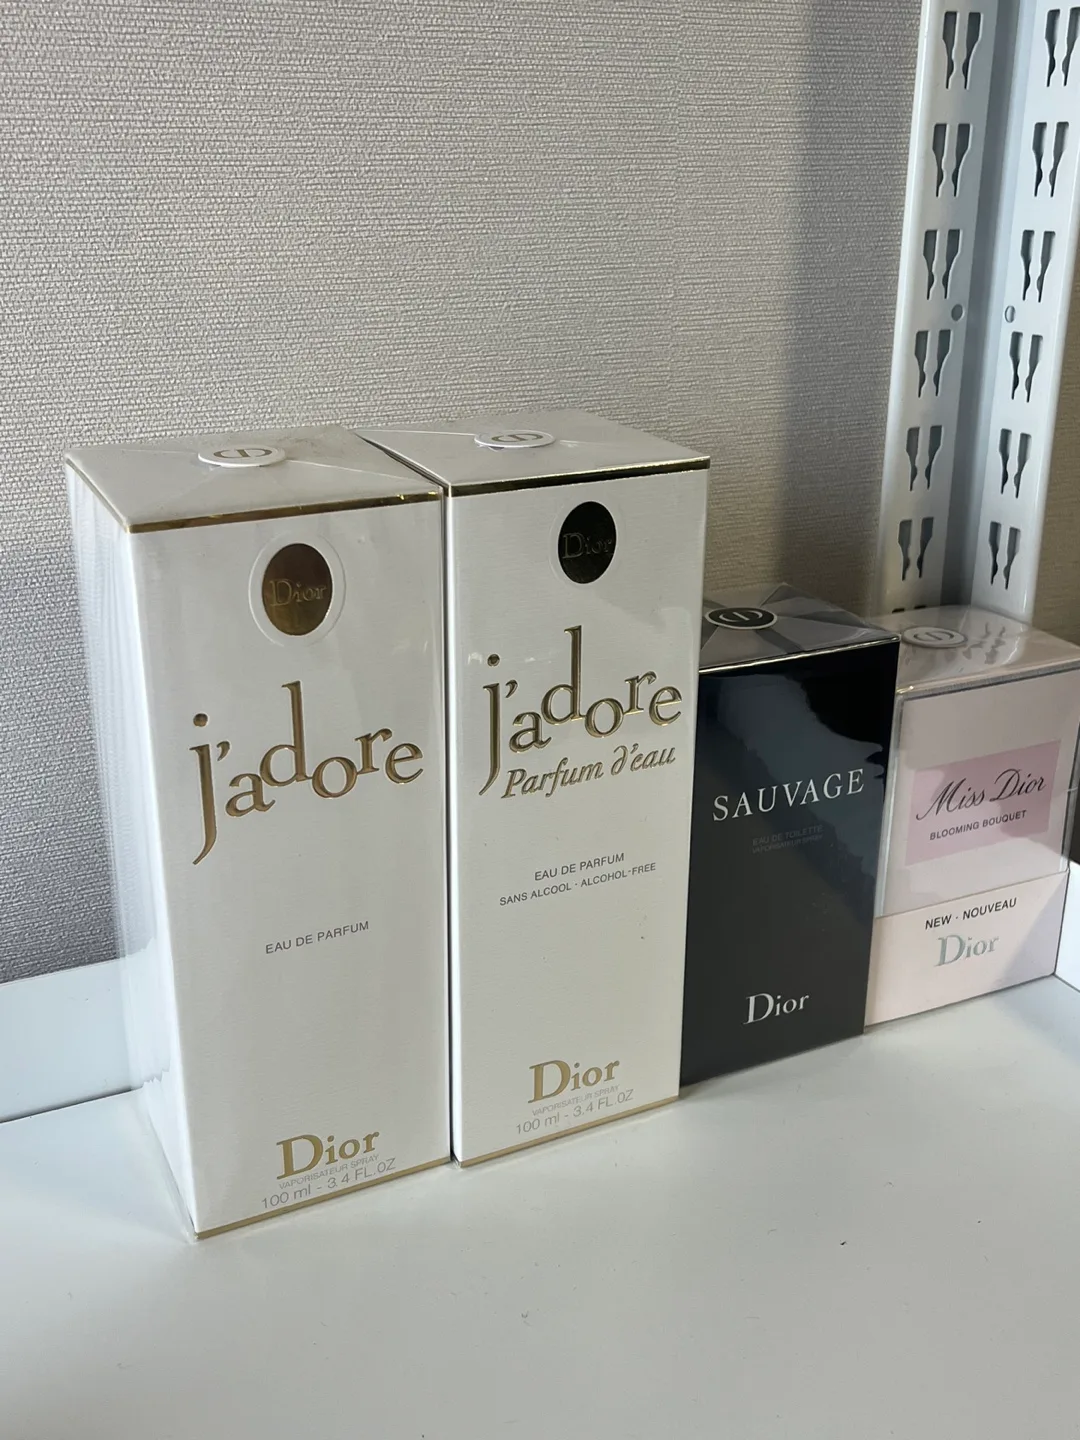 Dior
j'adore
EAU DE PARFUM
Dior
VAPORISATEUR SPRAY
100 ml - 3.4 FL.OZ
Dior
j'adore
Parfum d'eau
EAU DE PARFUM
SANS ALCOOL · ALCOHOL-FREE
Dior
VAPORISATEUR SPRAY
100 ml - 3.4 FL.OZ
SAUVAGE
EAU DE TOILETTE
VAPORISATEUR SPRAY
Dior
Miss Dior
BLOOMING BOUQUET
NEW · NOUVEAU
Dior